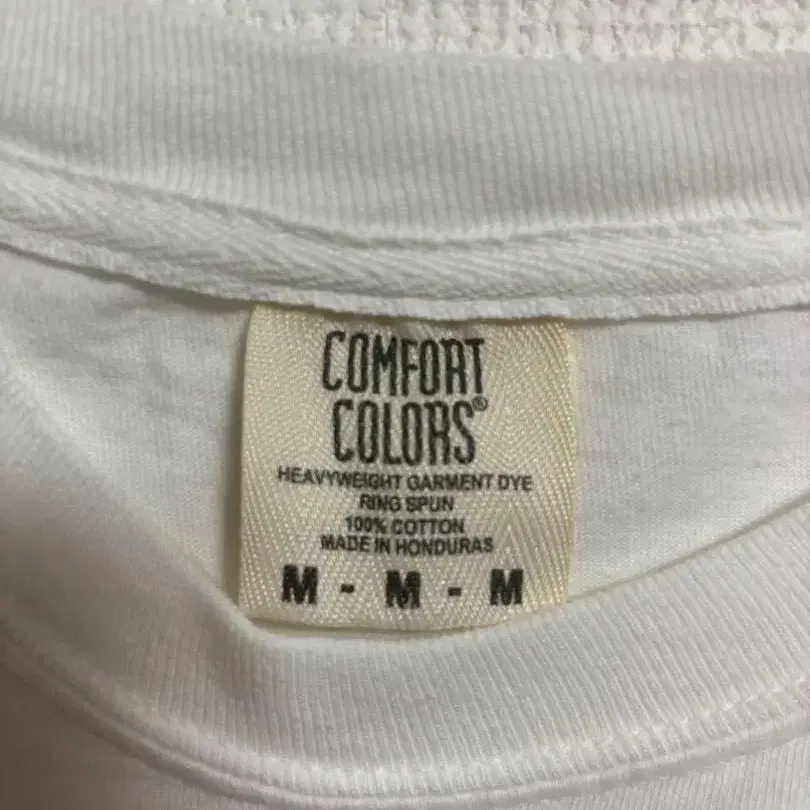 COMFORT
COLORS®
HEAVYWEIGHT GARMENT DYE
RING SPUN
100% COTTON
MADE IN HONDURAS
M - M - M